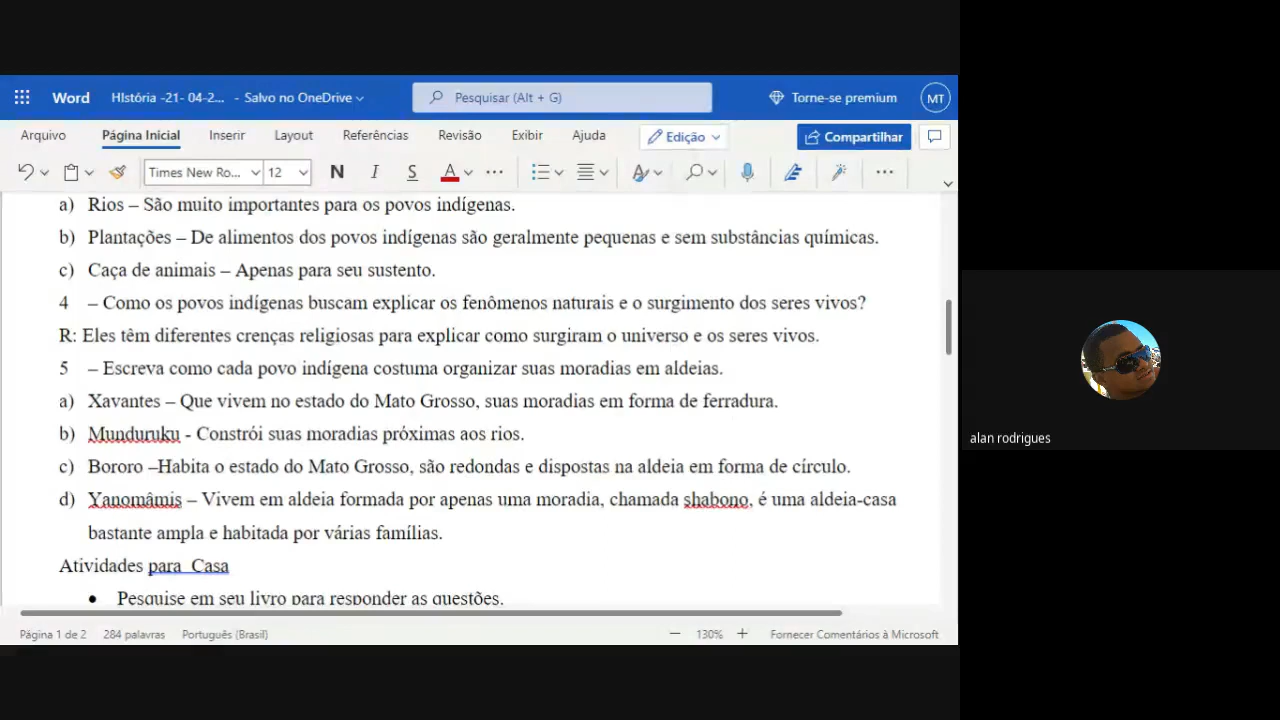 Word HIstória -21- 04-2... - Salvo no OneDrive Pesquisar (Alt + G) Torne-se premium MT
Arquivo Página Inicial Inserir Layout Referências Revisão Exibir Ajuda Edição Compartilhar
Times New Ro... 12 N I S A ...
a) Rios – São muito importantes para os povos indígenas.
b) Plantações – De alimentos dos povos indígenas são geralmente pequenas e sem substâncias químicas.
c) Caça de animais – Apenas para seu sustento.
4 – Como os povos indígenas buscam explicar os fenômenos naturais e o surgimento dos seres vivos?
R: Eles têm diferentes crenças religiosas para explicar como surgiram o universo e os seres vivos.
5 – Escreva como cada povo indígena costuma organizar suas moradias em aldeias.
a) Xavantes – Que vivem no estado do Mato Grosso, suas moradias em forma de ferradura.
b) Munduruku - Constrói suas moradias próximas aos rios.
c) Bororo –Habita o estado do Mato Grosso, são redondas e dispostas na aldeia em forma de círculo.
d) Yanomâmis – Vivem em aldeia formada por apenas uma moradia, chamada shabono, é uma aldeia-casa
bastante ampla e habitada por várias famílias.
Atividades para  Casa
• Pesquise em seu livro para responder as questões.
Página 1 de 2 284 palavras Português (Brasil) — 130% + Fornecer Comentários à Microsoft
alan rodrigues